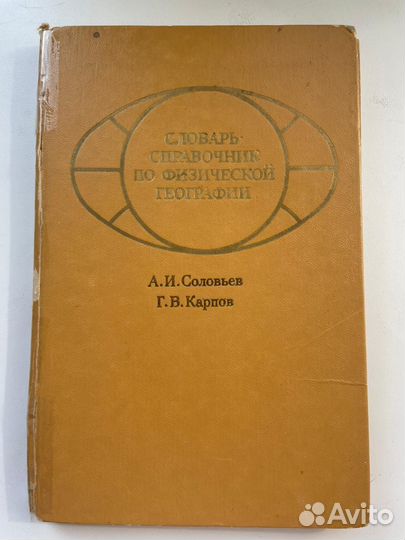 СЛОВАРЬ-
СПРАВОЧНИК
ПО ФИЗИЧЕСКОЙ
ГЕОГРАФИИ
А.И.Соловьев
Г.В.Карпов
Avito